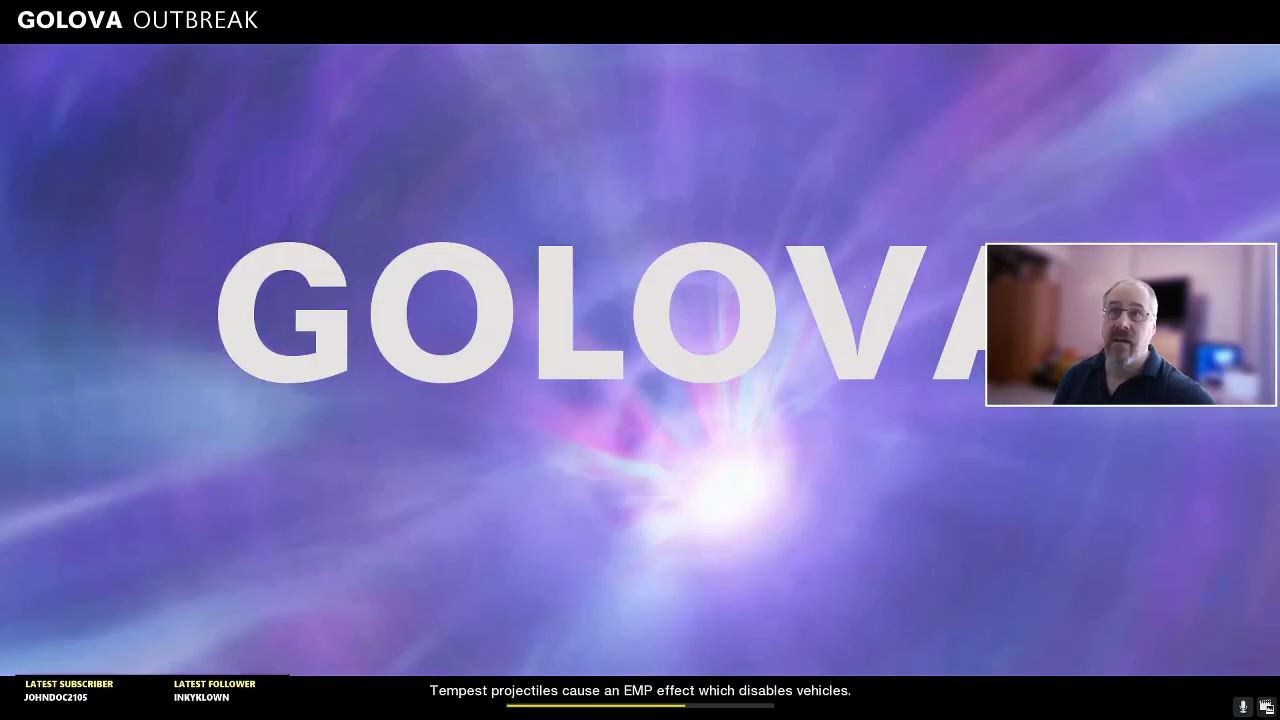 GOLOVA OUTBREAK
GOLOVA
LATEST SUBSCRIBER
JOHNDOC2105
LATEST FOLLOWER
INKYKLOWN
Tempest projectiles cause an EMP effect which disables vehicles.